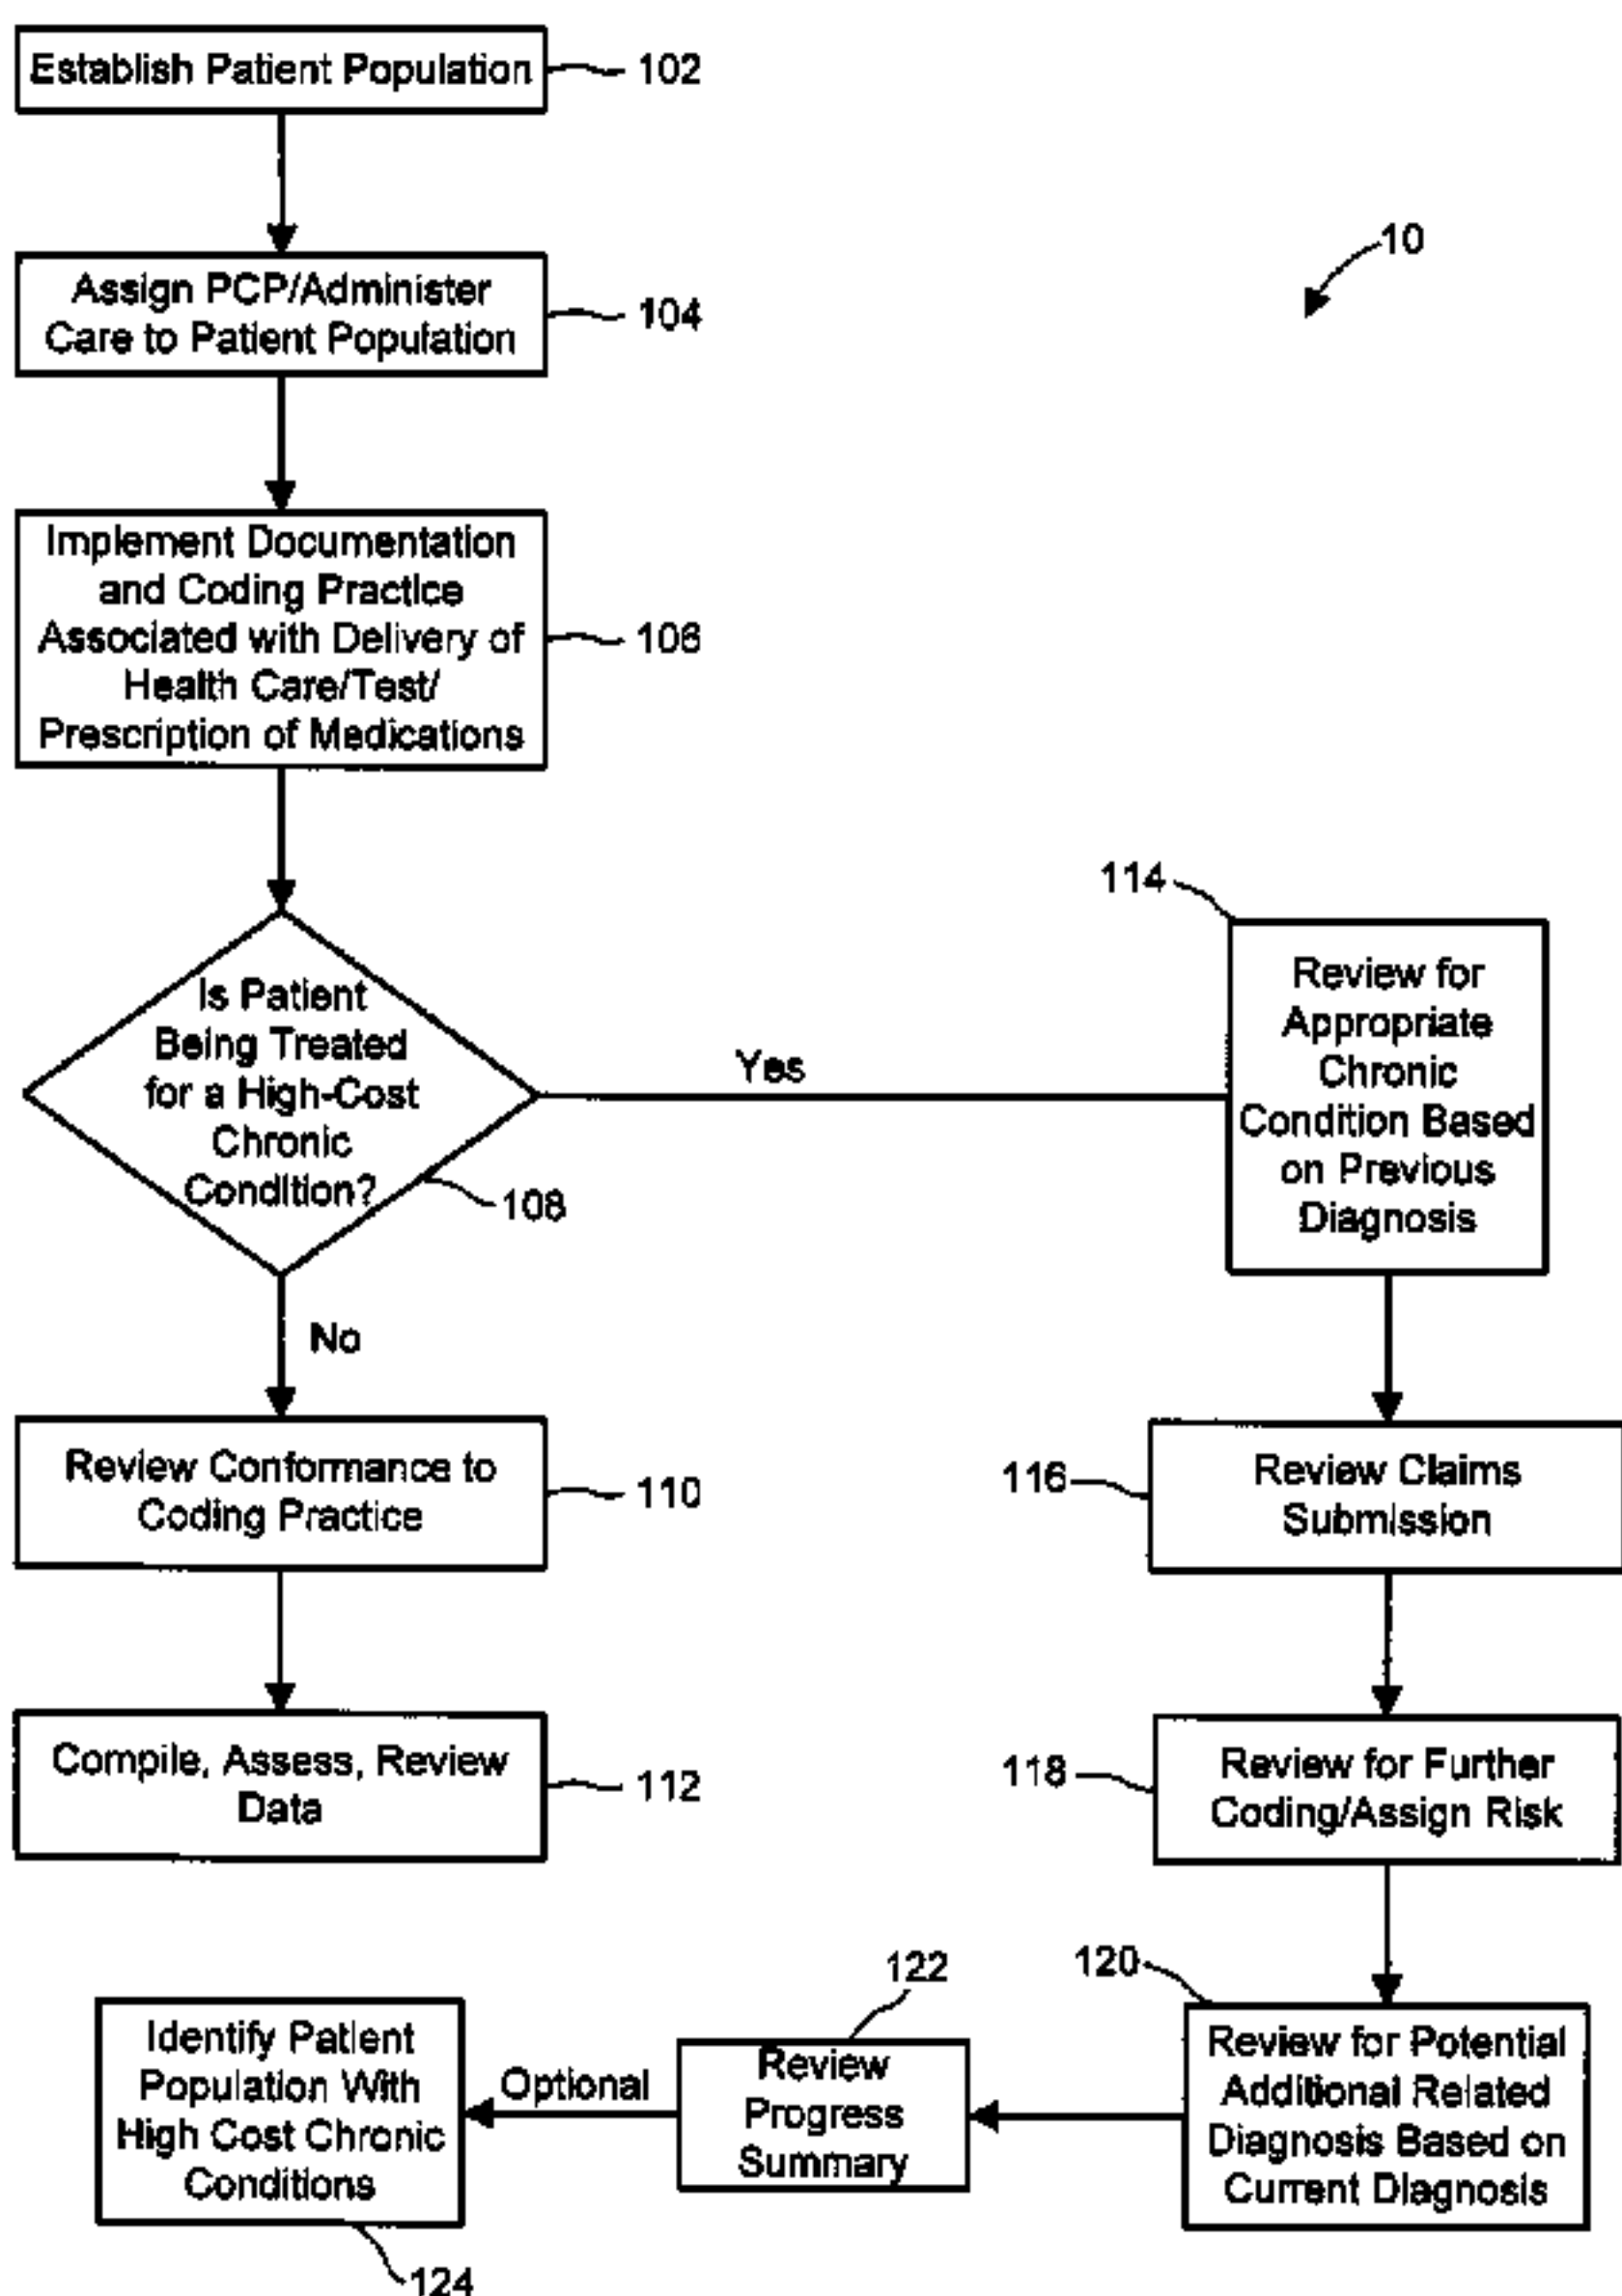 Establish Patient Population
102
10
Assign PCP/Administer
Care to Patient Population
104
Implement Documentation
and Coding Practice
Associated with Delivery of
Health Care/Test/
Prescription of Medications
106
Is Patient
Being Treated
for a High-Cost
Chronic
Condition?
108
Yes
No
114
Review for
Appropriate
Chronic
Condition Based
on Previous
Diagnosis
Review Conformance to
Coding Practice
110
116
Review Claims
Submission
Compile, Assess, Review
Data
112
118
Review for Further
Coding/Assign Risk
120
Review for Potential
Additional Related
Diagnosis Based on
Current Diagnosis
122
Review
Progress
Summary
Optional
Identify Patient
Population With
High Cost Chronic
Conditions
124